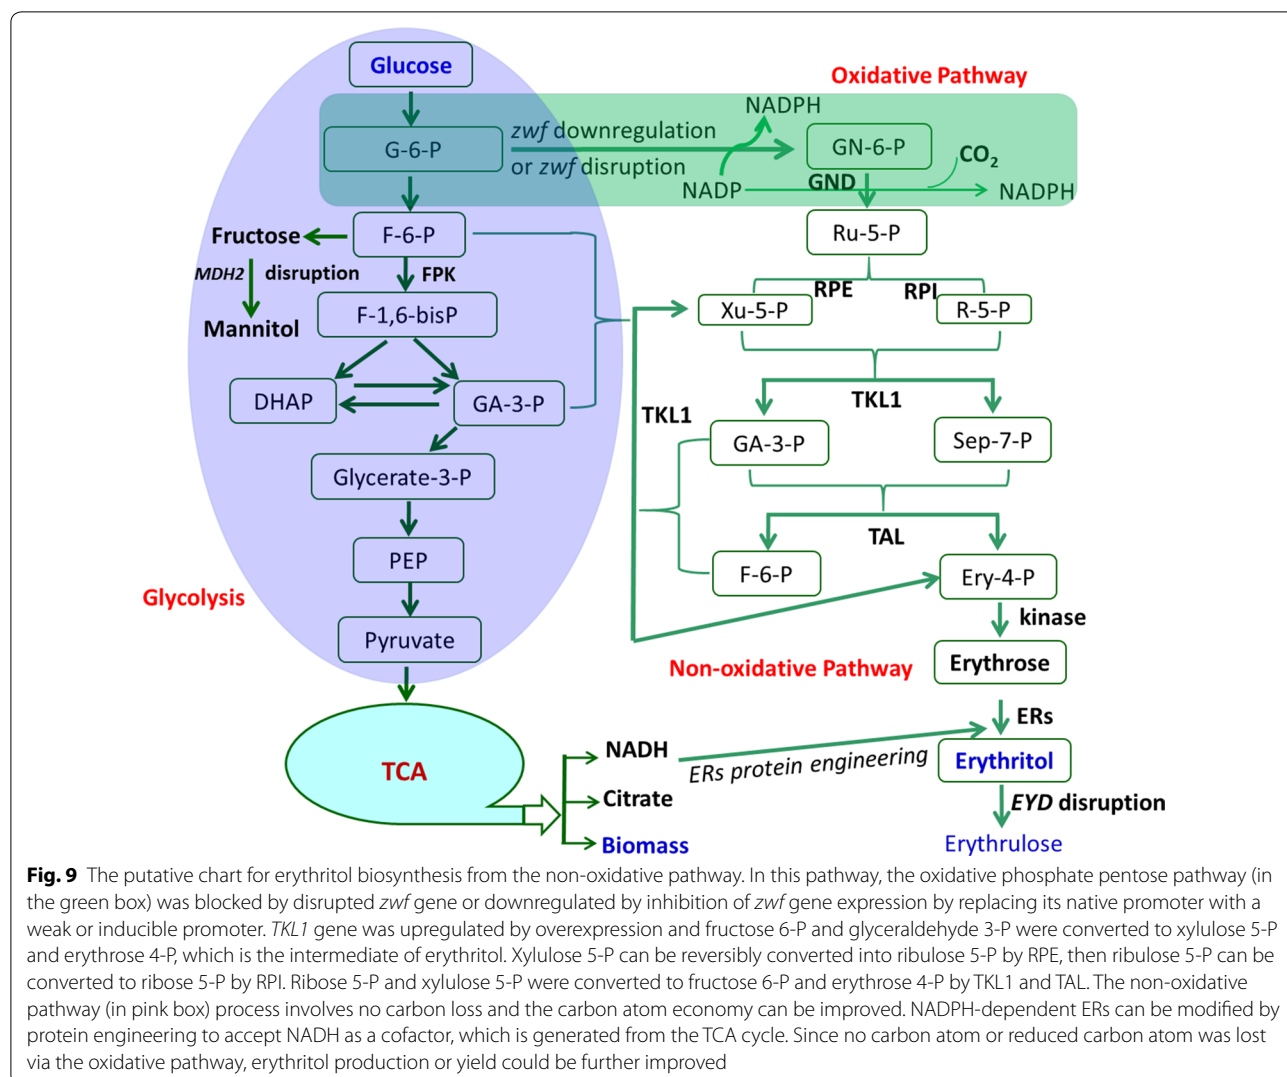 Glucose
Oxidative Pathway
NADPH
zwf downregulation
G-6-P
GN-6-P
or zwf disruption
CO2
NADP
GND
NADPH
Fructose
F-6-P
Ru-5-P
MDH2 disruption
FPK
RPE
RPI
Mannitol
F-1,6-bisP
Xu-5-P
R-5-P
DHAP
GA-3-P
TKL1
TKL1
GA-3-P
Sep-7-P
Glycerate-3-P
TAL
PEP
F-6-P
Ery-4-P
Glycolysis
kinase
Pyruvate
Non-oxidative Pathway
Erythrose
ERs
NADH
ERs protein engineering
Erythritol
TCA
Citrate
EYD disruption
Biomass
Erythrulose
Fig. 9 The putative chart for erythritol biosynthesis from the non-oxidative pathway. In this pathway, the oxidative phosphate pentose pathway (in
the green box) was blocked by disrupted zwf gene or downregulated by inhibition of zwf gene expression by replacing its native promoter with a
weak or inducible promoter. TKL1 gene was upregulated by overexpression and fructose 6-P and glyceraldehyde 3-P were converted to xylulose 5-P
and erythrose 4-P, which is the intermediate of erythritol. Xylulose 5-P can be reversibly converted into ribulose 5-P by RPE, then ribulose 5-P can be
converted to ribose 5-P by RPI. Ribose 5-P and xylulose 5-P were converted to fructose 6-P and erythrose 4-P by TKL1 and TAL. The non-oxidative
pathway (in pink box) process involves no carbon loss and the carbon atom economy can be improved. NADPH-dependent ERs can be modified by
protein engineering to accept NADH as a cofactor, which is generated from the TCA cycle. Since no carbon atom or reduced carbon atom was lost
via the oxidative pathway, erythritol production or yield could be further improved